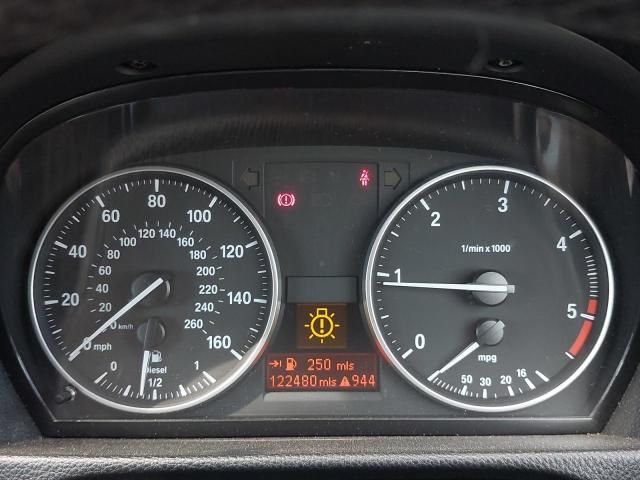 20 40 60 80 100 120 140 160
0 mph
20 40 60 80 100 120 140 160 180 200 220 240 260
0 km/h
0 1/2 1
Diesel
0 1 2 3 4 5
1/min x 1000
50 30 20 16
mpg
250 mls
122480 mls 944